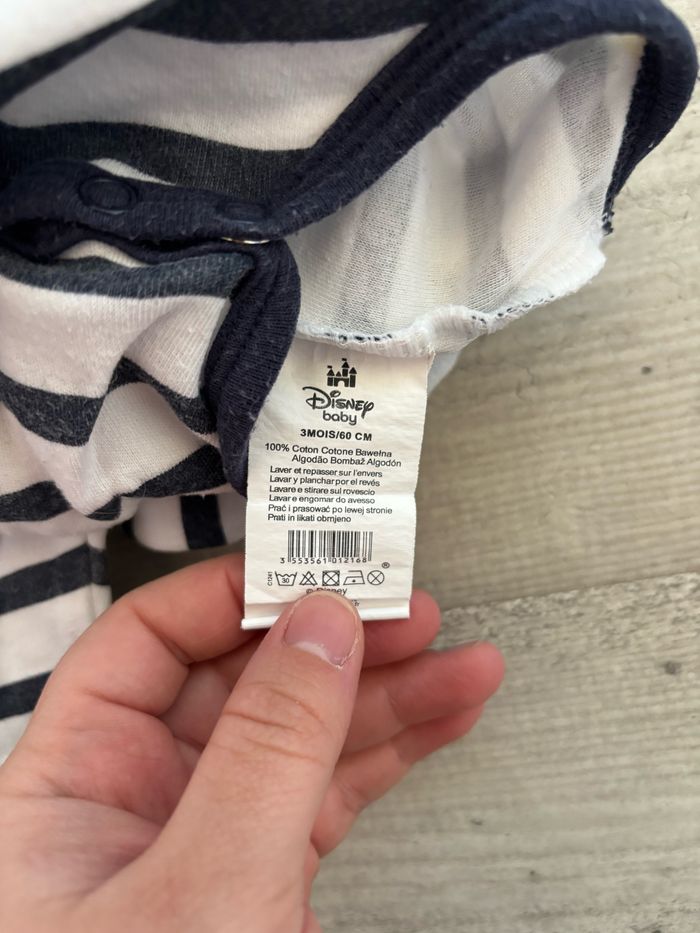 Disney
baby
3MOIS/60 CM
100% Coton Cotone Bawełna
Algodão Bombaž Algodón
Laver et repasser sur l'envers
Lavar y planchar por el revés
Lavare e stirare sul rovescio
Lavar e engomar do avesso
Prać i prasować po lewej stronie
Prati in likati obrnjeno
3 553561 012168
®
30
© Disney